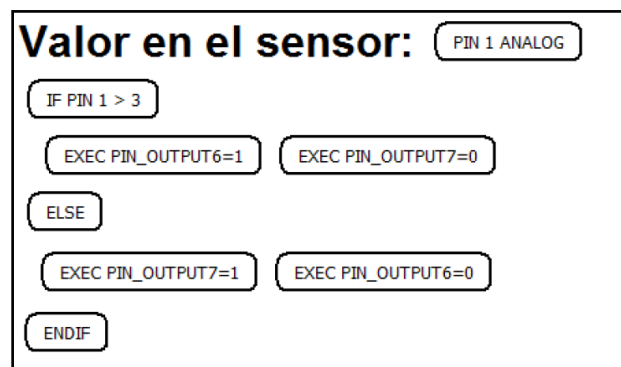 Valor en el sensor: PIN 1 ANALOG
IF PIN 1 > 3
EXEC PIN_OUTPUT6=1 EXEC PIN_OUTPUT7=0
ELSE
EXEC PIN_OUTPUT7=1 EXEC PIN_OUTPUT6=0
ENDIF